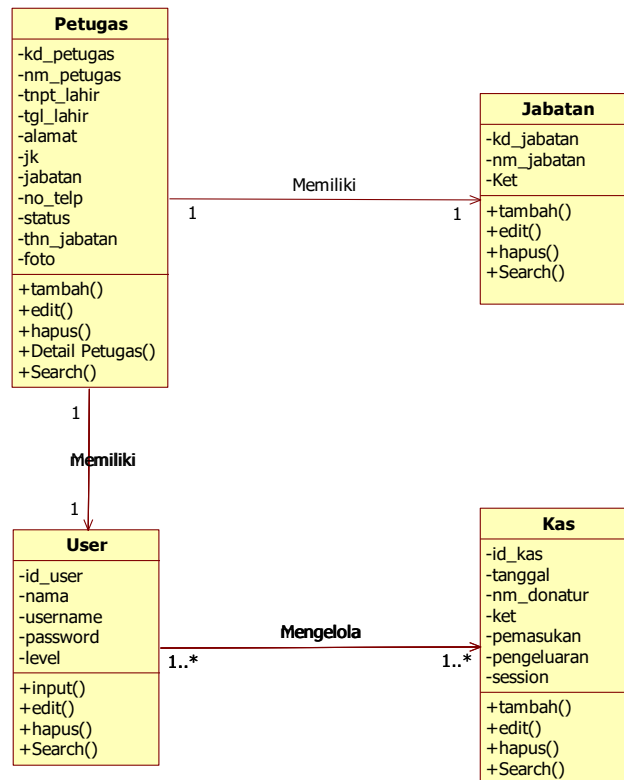 Petugas
-kd_petugas
-nm_petugas
-tnpt_lahir
-tgl_lahir
-alamat
-jk
-jabatan
-no_telp
-status
-thn_jabatan
-foto
+tambah()
+edit()
+hapus()
+Detail Petugas()
+Search()
Memiliki
1
1
Jabatan
-kd_jabatan
-nm_jabatan
-Ket
+tambah()
+edit()
+hapus()
+Search()
1
Memiliki
1
User
-id_user
-nama
-username
-password
-level
+input()
+edit()
+hapus()
+Search()
Mengelola
1..*
1..*
Kas
-id_kas
-tanggal
-nm_donatur
-ket
-pemasukan
-pengeluaran
-session
+tambah()
+edit()
+hapus()
+Search()